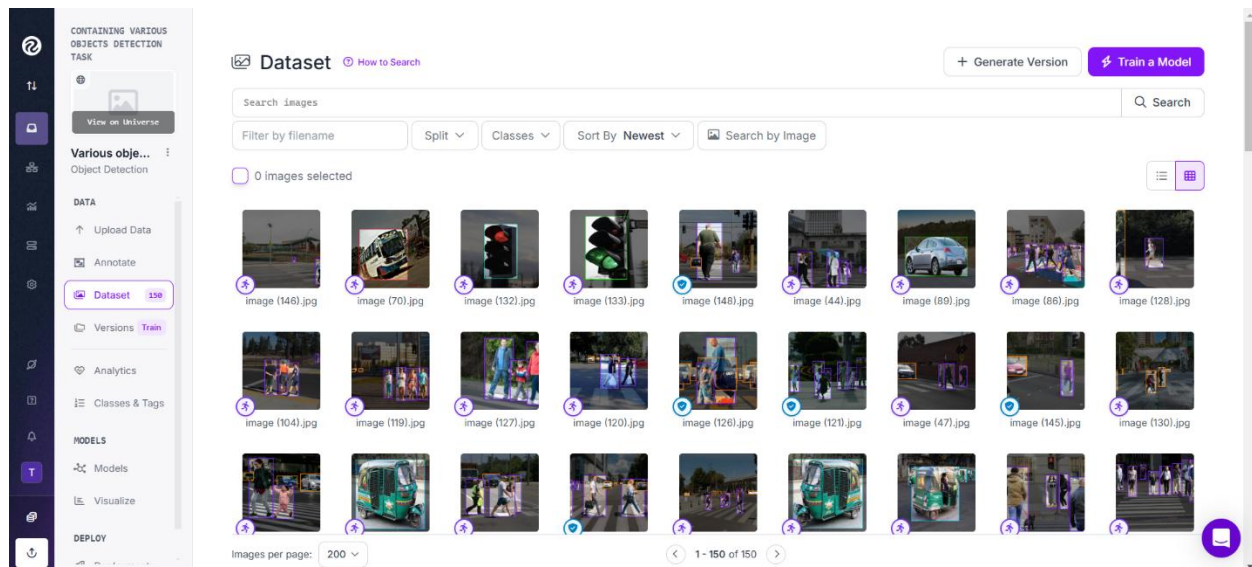 CONTAINING VARIOUS
OBJECTS DETECTION
TASK
View on Universe
Various obje...
Object Detection
DATA
Upload Data
Annotate
Dataset 150
Versions Train
Analytics
Classes & Tags
MODELS
Models
Visualize
DEPLOY
T
Dataset How to Search
+ Generate Version
Train a Model
Search images
Search
Filter by filename
Split
Classes
Sort By Newest
Search by Image
0 images selected
image (146).jpg image (70).jpg image (132).jpg image (133).jpg image (148).jpg image (44).jpg image (89).jpg image (86).jpg image (128).jpg
image (104).jpg image (119).jpg image (127).jpg image (120).jpg image (126).jpg image (121).jpg image (47).jpg image (145).jpg image (130).jpg
Images per page: 200
1 - 150 of 150